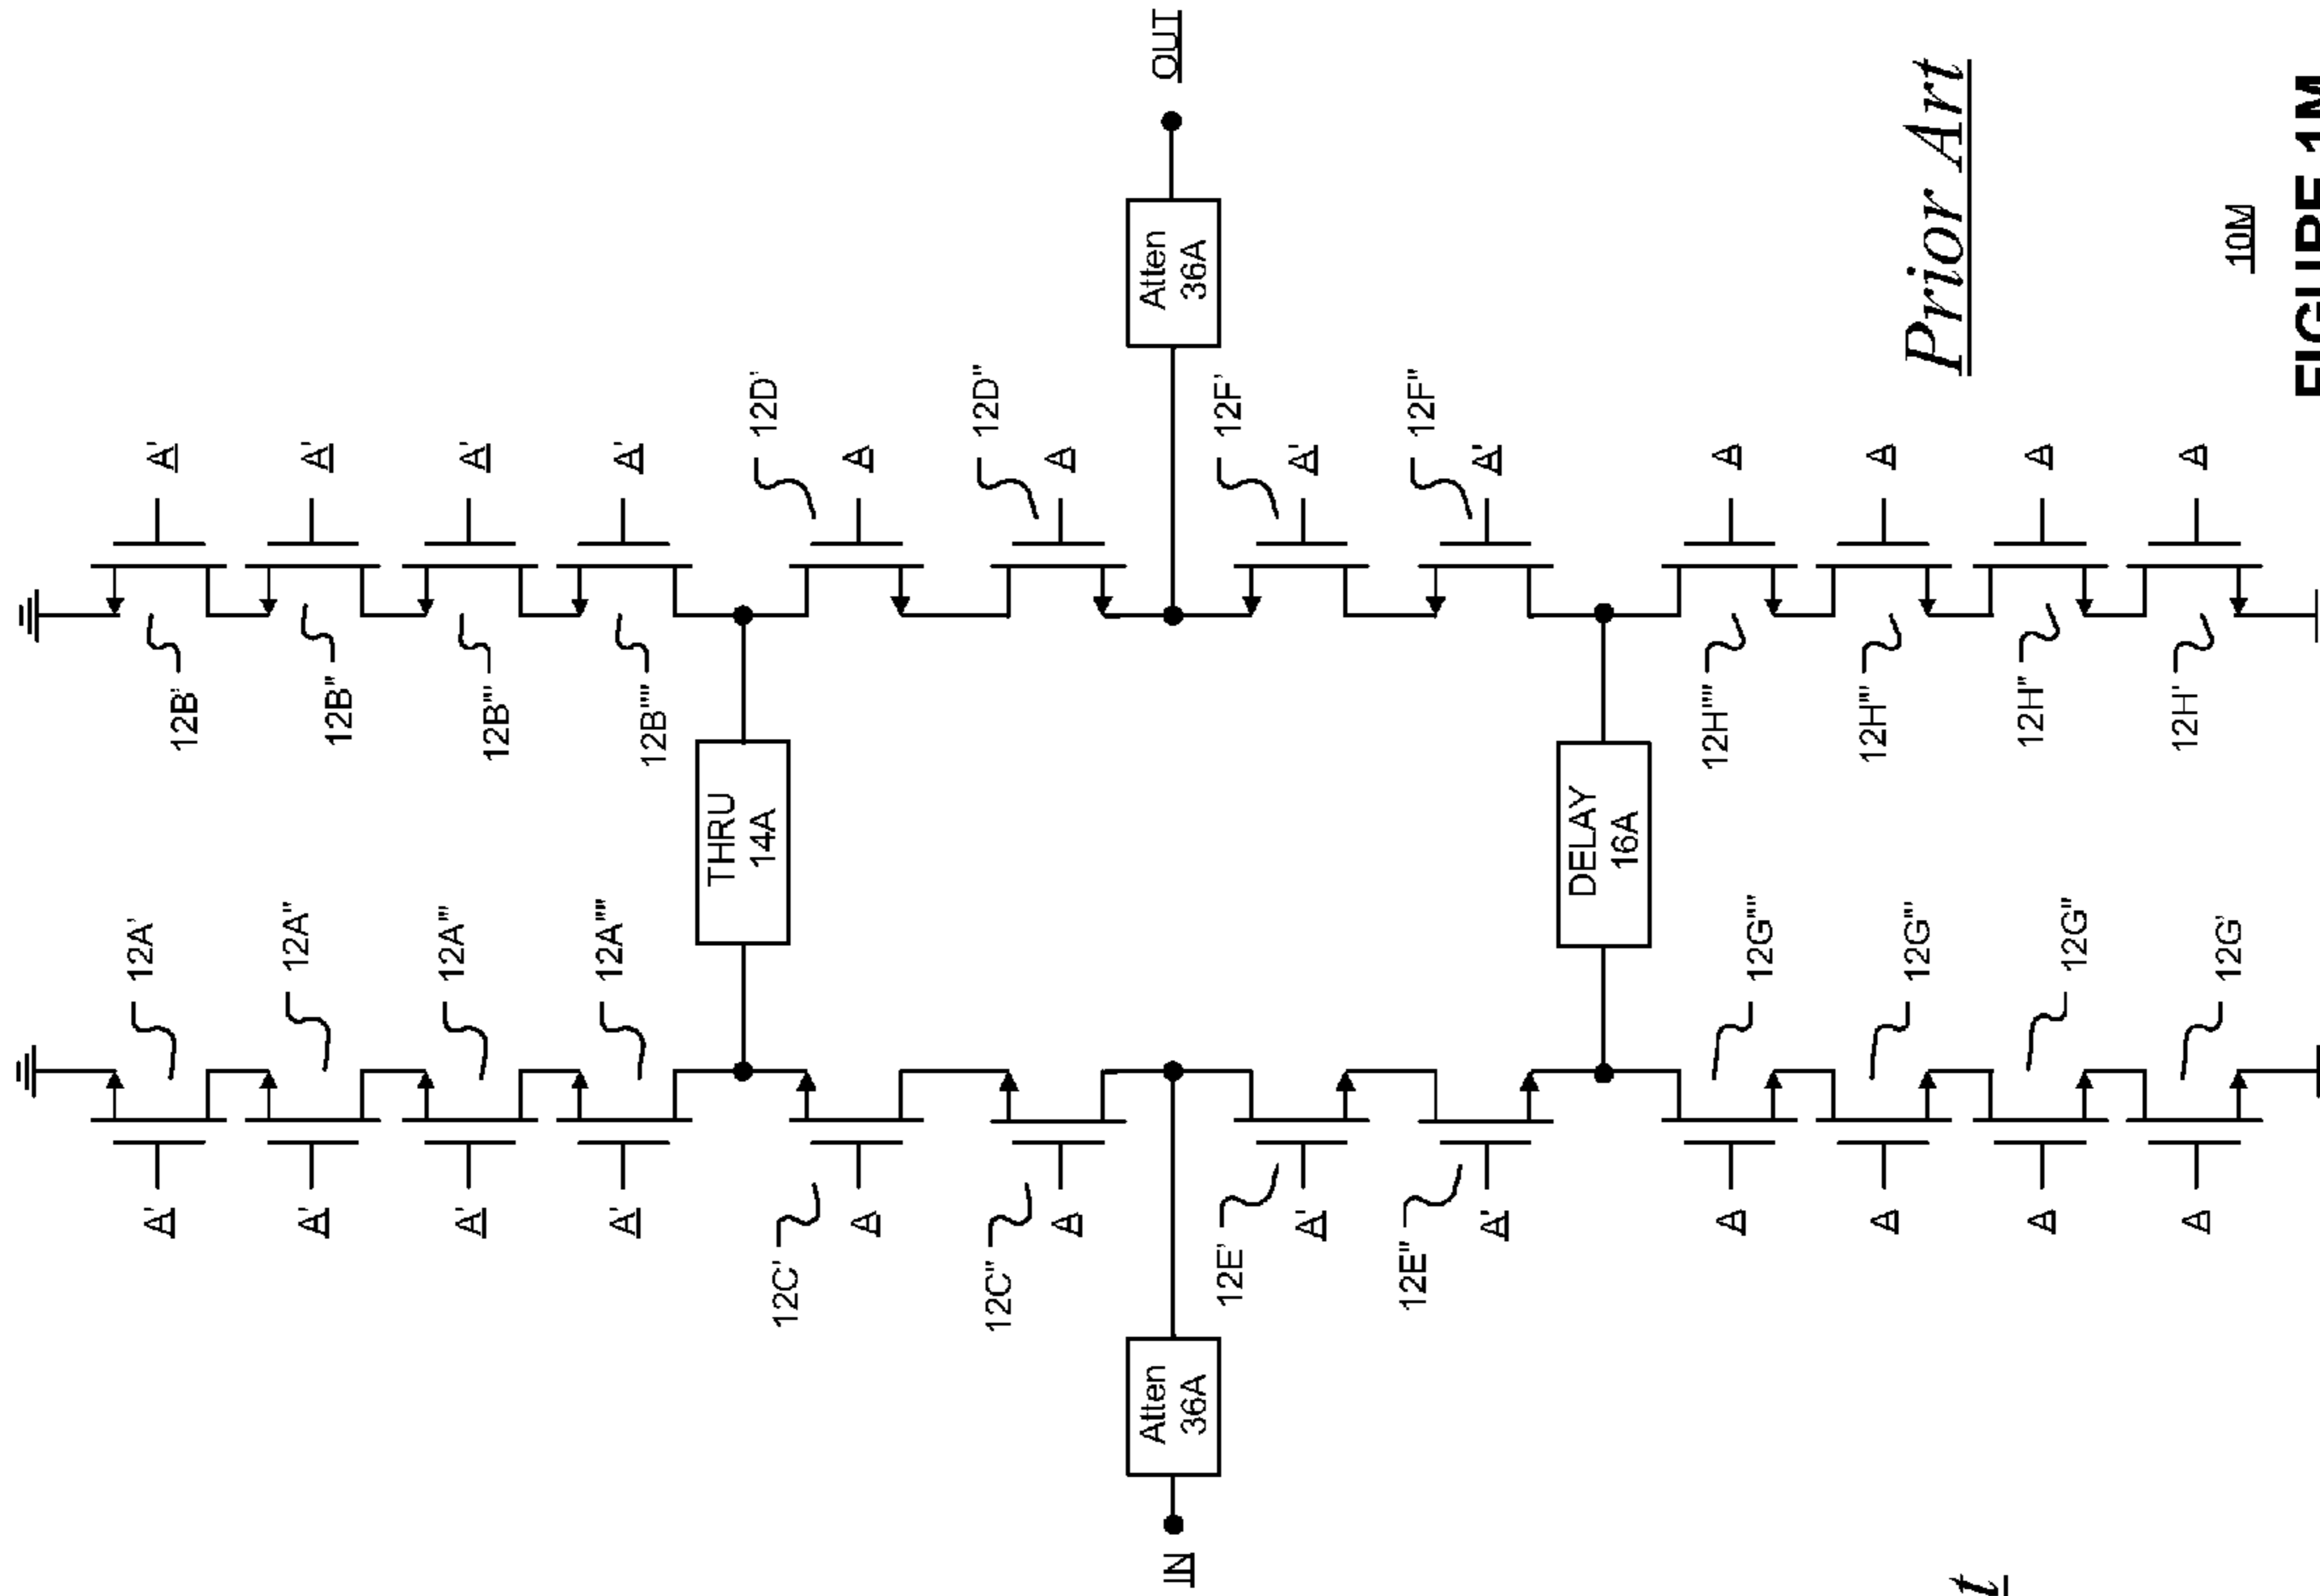 A'
12A'
12B'
A'
A'
12A"
12B"
A'
A'
12A"'
12B"'
A'
A'
12A""
12B""
A'
THRU
14A
12C'
A
12D'
A
12C"
A
12D"
A
IN
Atten
36A
Atten
36A
OUT
12E'
A'
12F'
A'
12E"
A'
12F"
A'
DELAY
16A
A
12G""
12H""
A
A
12G"'
12H"'
A
A
12G"
12H"
A
A
12G'
12H'
A
Prior Art
10M
FIGURE 1M